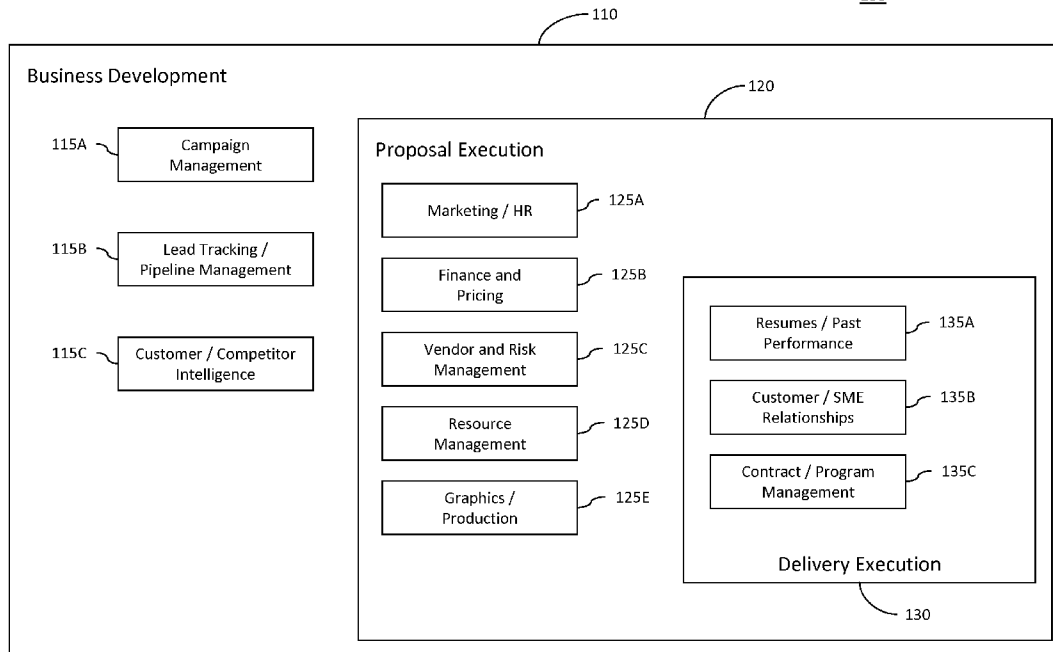 110
Business Development
120
115A
Campaign
Management
Proposal Execution
Marketing / HR
125A
115B
Lead Tracking /
Pipeline Management
Finance and
Pricing
125B
Resumes / Past
Performance
135A
115C
Customer / Competitor
Intelligence
Vendor and Risk
Management
125C
Customer / SME
Relationships
135B
Resource
Management
125D
Contract / Program
Management
135C
Graphics /
Production
125E
Delivery Execution
130